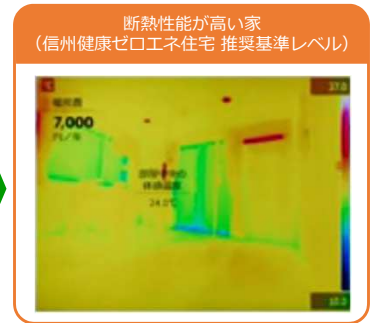 断熱性能が高い家
（信州健康ゼロエネ住宅 推奨基準レベル）
℃
27.0
暖房費
7,000
円／年
部屋中央の
体感温度
24.0℃
10.0